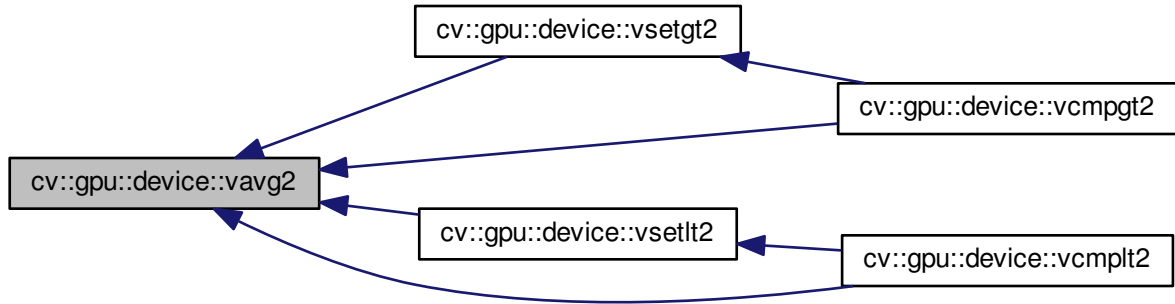 cv::gpu::device::vsetgt2
cv::gpu::device::vcmpgt2
cv::gpu::device::vavg2
cv::gpu::device::vsetlt2
cv::gpu::device::vcmplt2